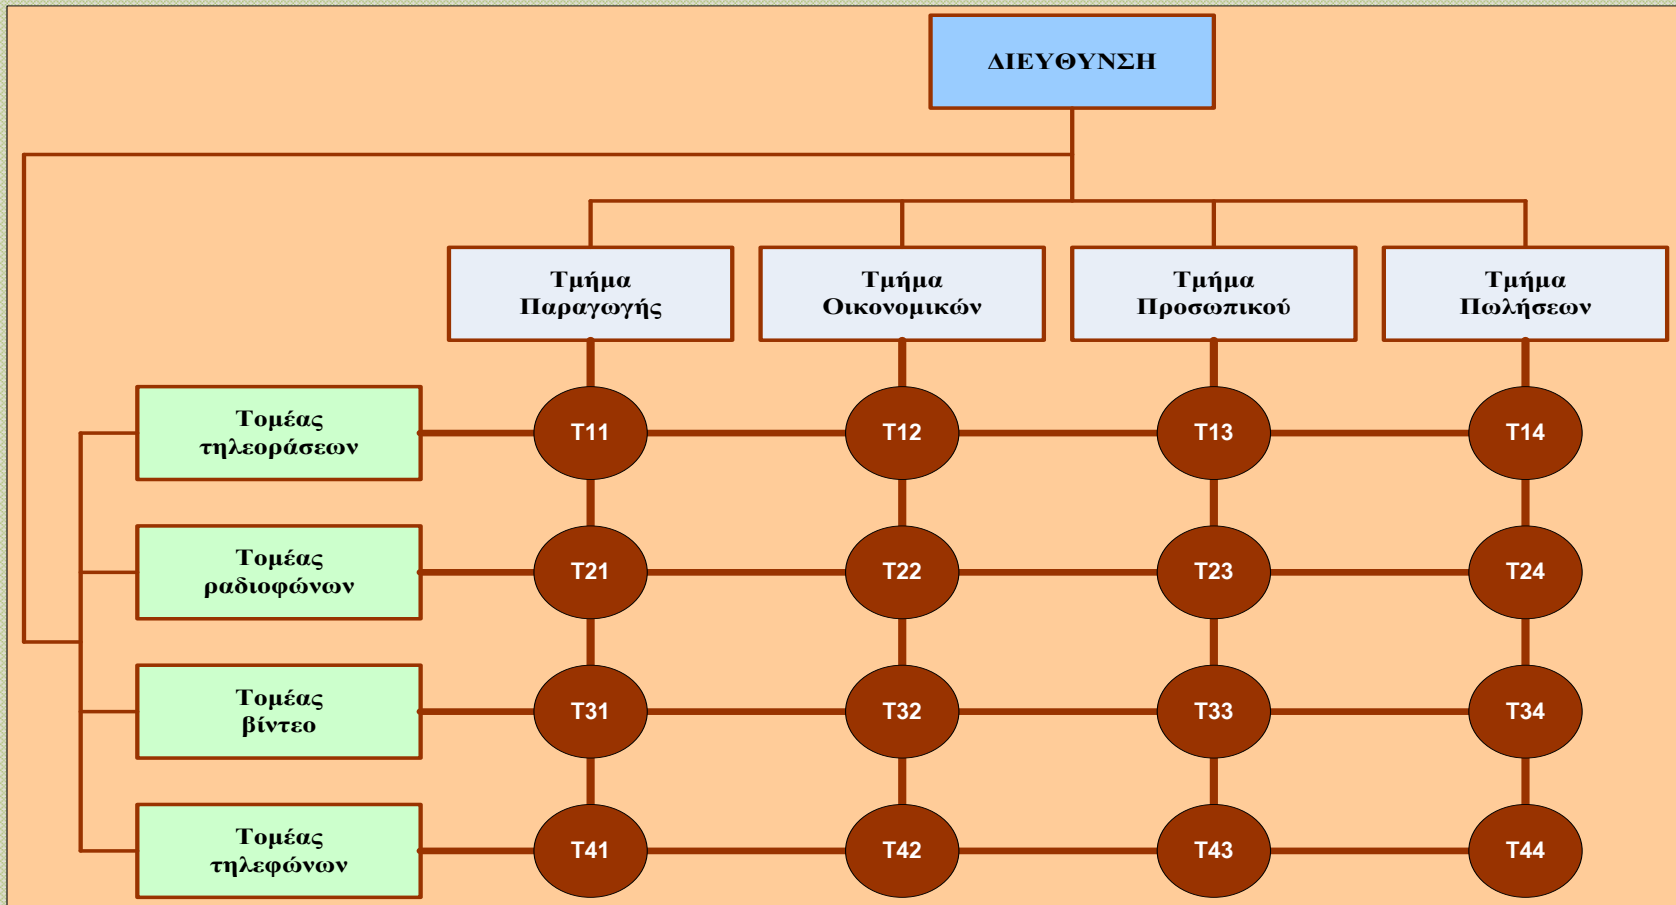 ΔΙΕΥΘΥΝΣΗ
Τμήμα
Παραγωγής
Τμήμα
Οικονομικών
Τμήμα
Προσωπικού
Τμήμα
Πωλήσεων
Τομέας
τηλεοράσεων
T11
T12
T13
T14
Τομέας
ραδιοφώνων
T21
T22
T23
T24
Τομέας
βίντεο
T31
T32
T33
T34
Τομέας
τηλεφώνων
T41
T42
T43
T44